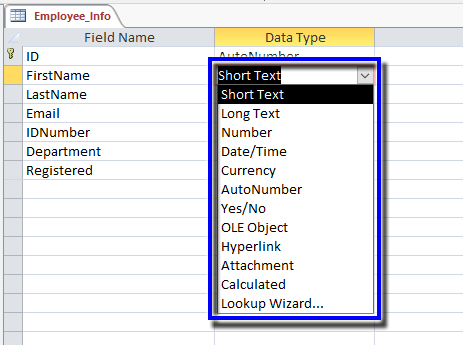 Employee_Info
Field Name Data Type
ID AutoNumber
FirstName Short Text
LastName Short Text
Email Long Text
IDNumber Number
Department Date/Time
Registered Currency
AutoNumber
Yes/No
OLE Object
Hyperlink
Attachment
Calculated
Lookup Wizard...